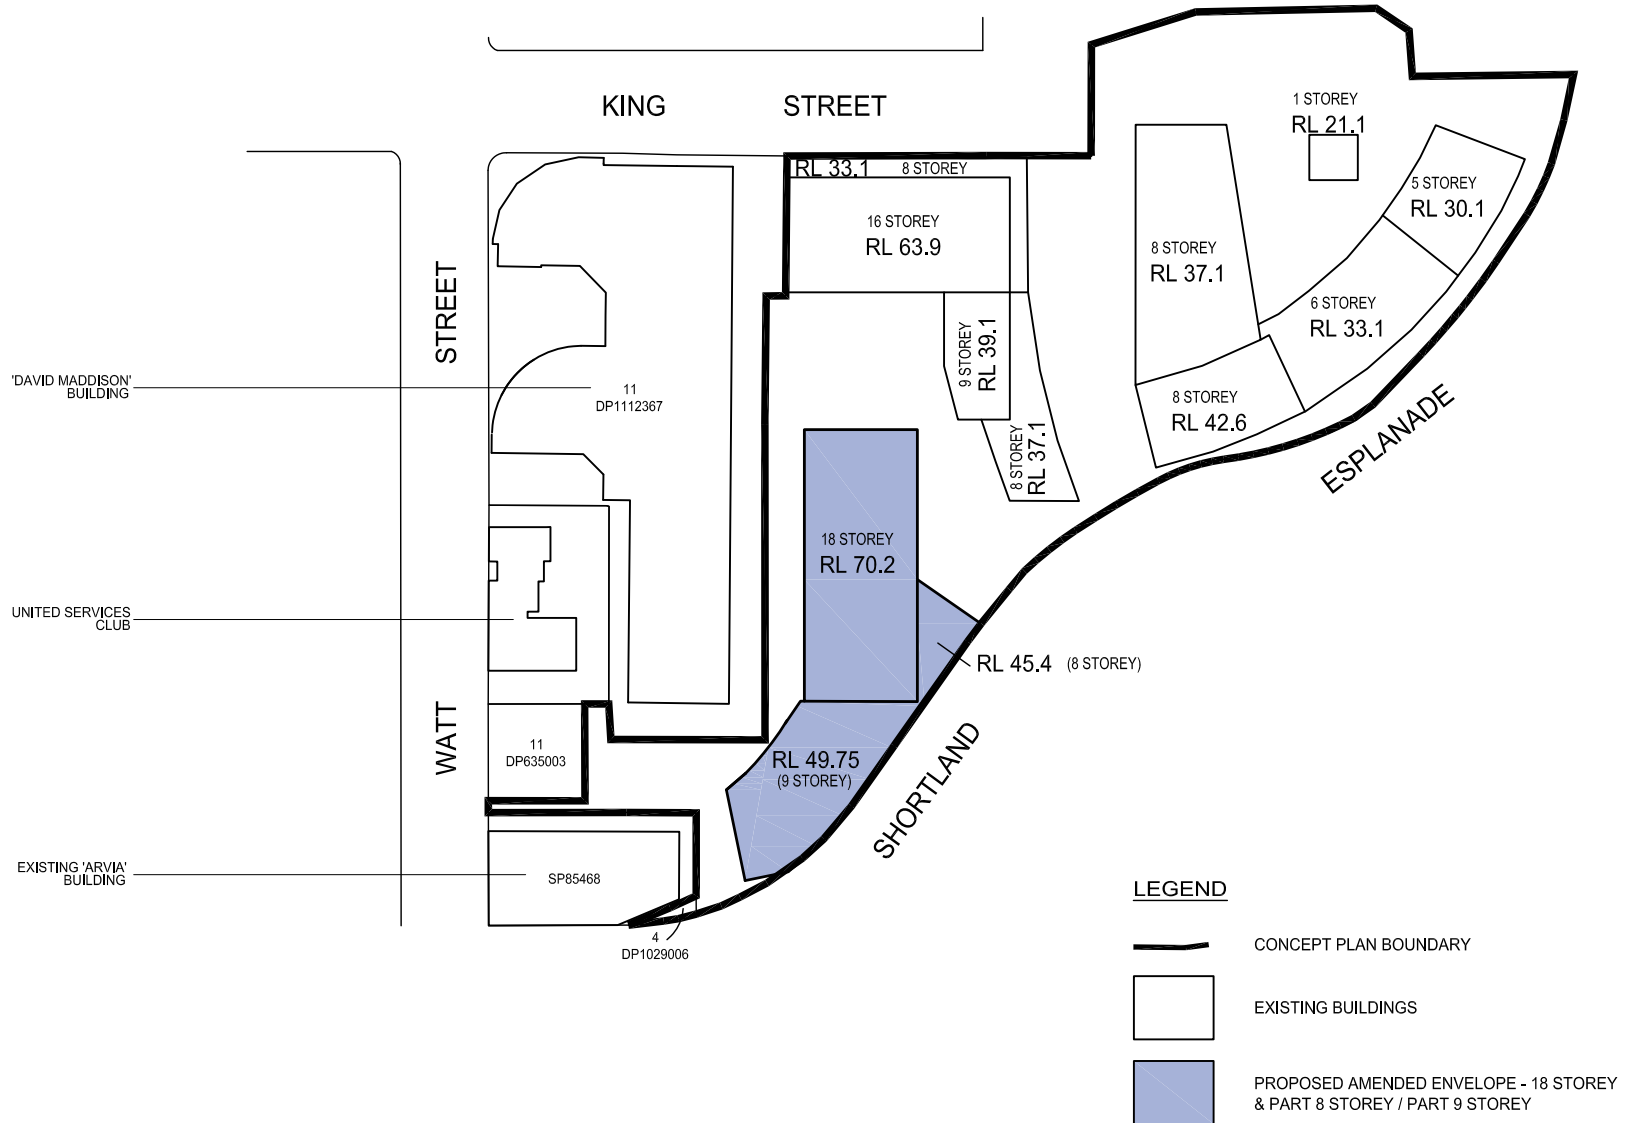 KING STREET
1 STOREY
RL 21.1
RL 33.1 8 STOREY
5 STOREY
RL 30.1
16 STOREY
RL 63.9
8 STOREY
RL 37.1
6 STOREY
RL 33.1
9 STOREY
RL 39.1
8 STOREY
RL 42.6
8 STOREY
RL 37.1
STREET
WATT
'DAVID MADDISON'
BUILDING
11
DP1112367
ESPLANADE
18 STOREY
RL 70.2
UNITED SERVICES
CLUB
RL 45.4 (8 STOREY)
11
DP635003
RL 49.75
(9 STOREY)
SHORTLAND
EXISTING 'ARVIA'
BUILDING
SP85468
4
DP1029006
LEGEND
CONCEPT PLAN BOUNDARY
EXISTING BUILDINGS
PROPOSED AMENDED ENVELOPE - 18 STOREY
& PART 8 STOREY / PART 9 STOREY